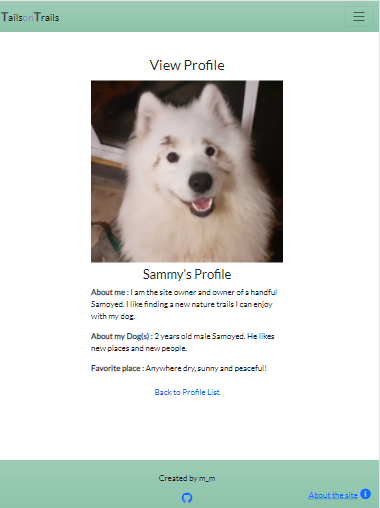 TailsonTrails
View Profile
Sammy's Profile
About me : I am the site owner and owner of a handful
Samoyed. I like finding a new nature trails I can enjoy
with my dog.
About my Dog(s) : 2 years old male Samoyed. He likes
new places and new people.
Favorite place : Anywhere dry, sunny and peaceful!
Back to Profile List
Created by m_m
About the site